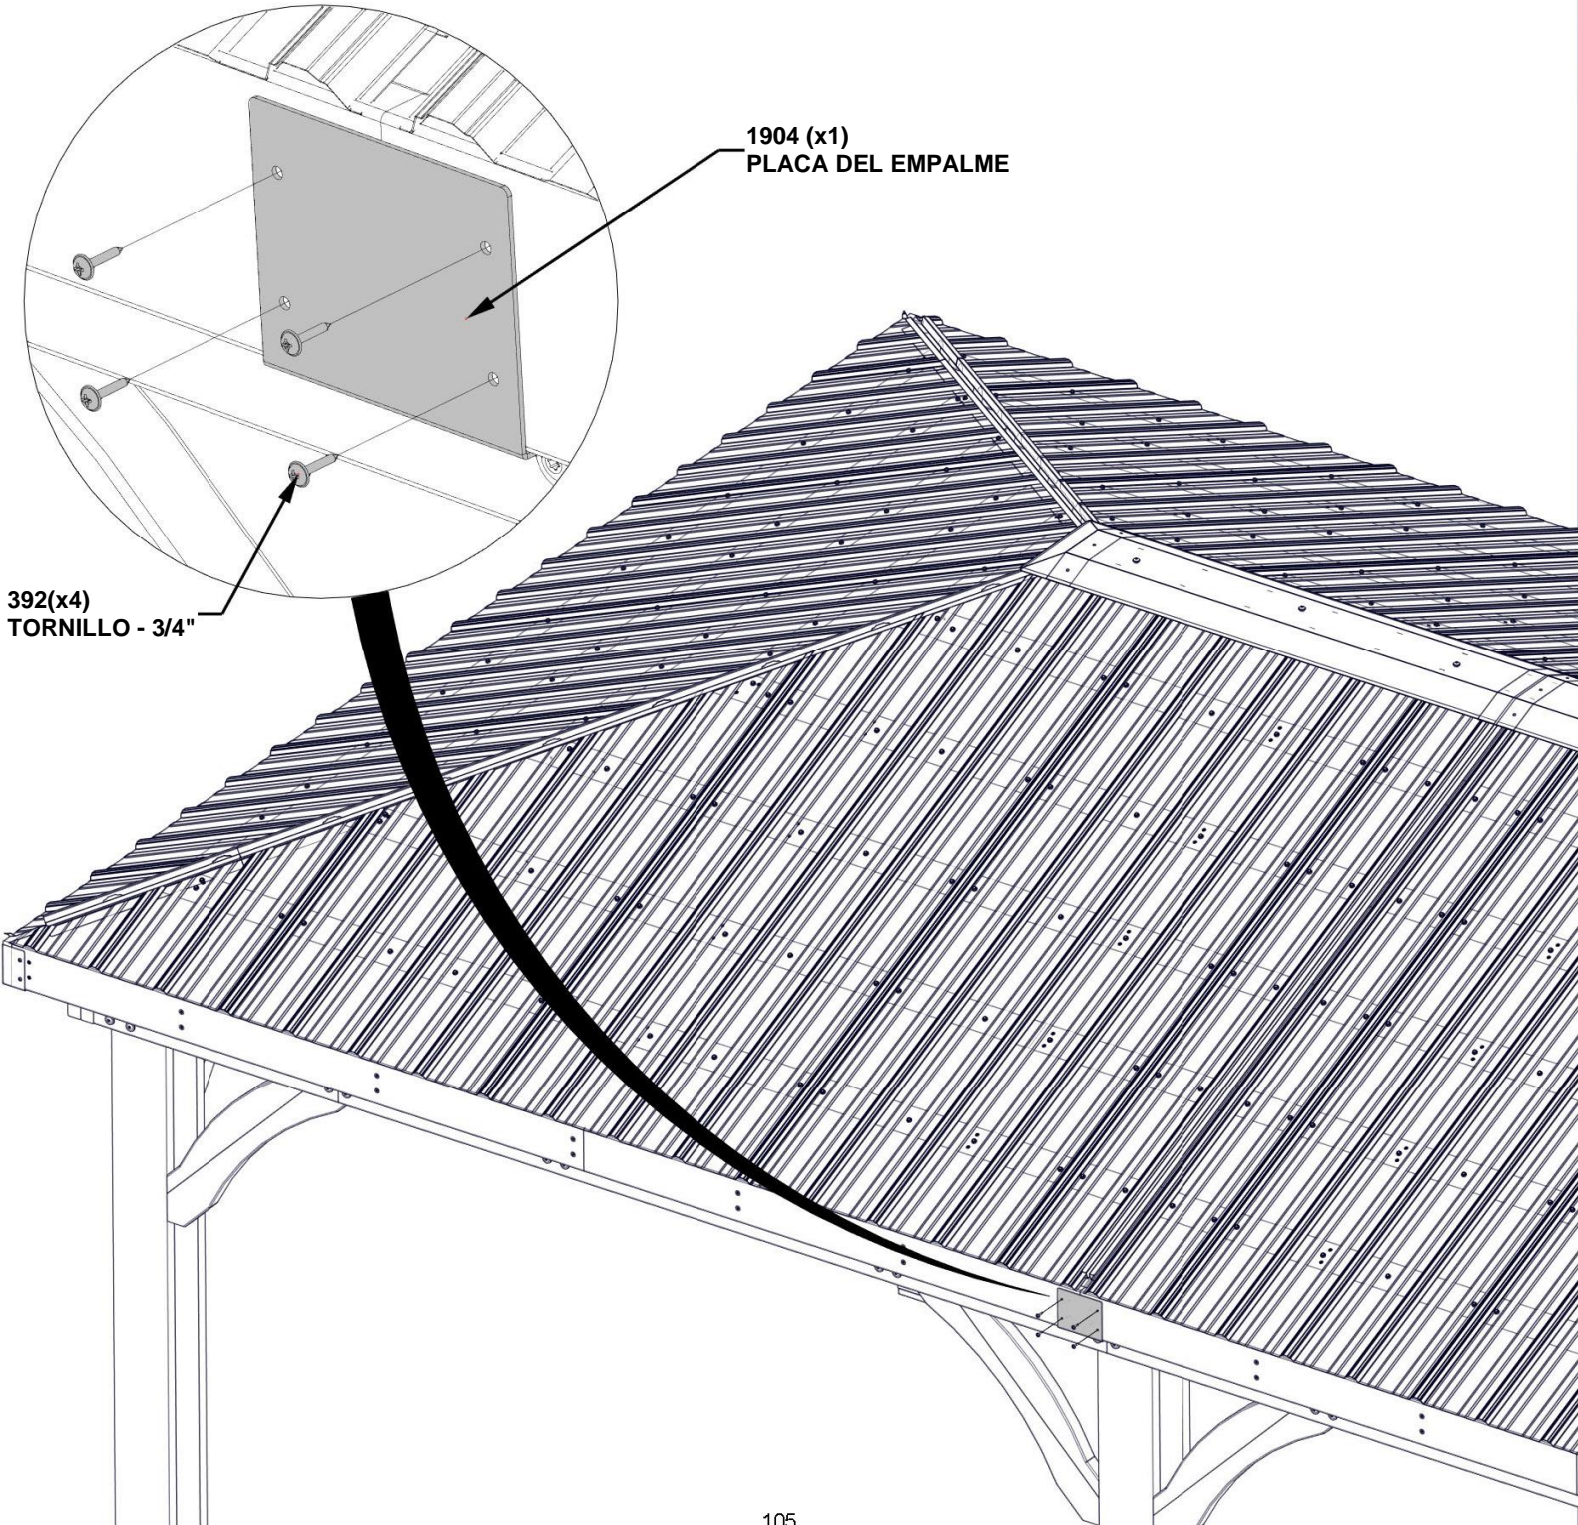 1904 (x1)
PLACA DEL EMPALME
392(x4)
TORNILLO - 3/4"
105